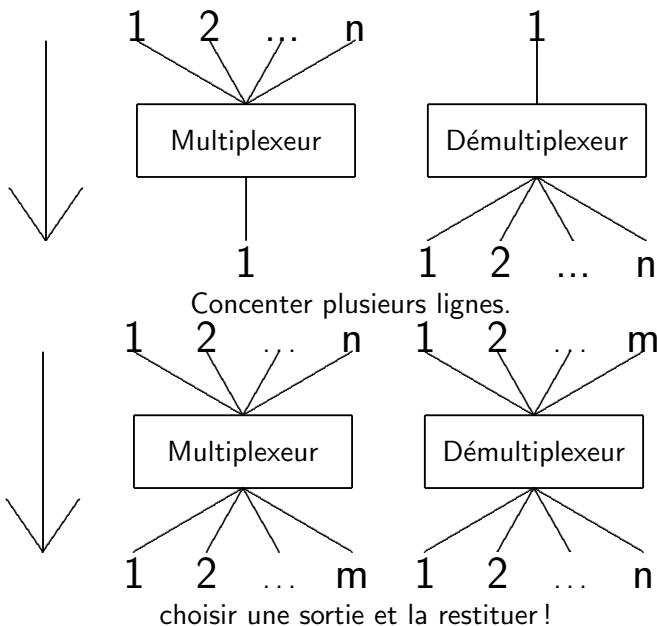 1 2 ... n 1
Multiplexeur Démultiplexeur
1 1 2 ... n
Concenter plusieurs lignes.
1 2 ... n 1 2 ... m
Multiplexeur Démultiplexeur
1 2 ... m 1 2 ... n
choisir une sortie et la restituer !